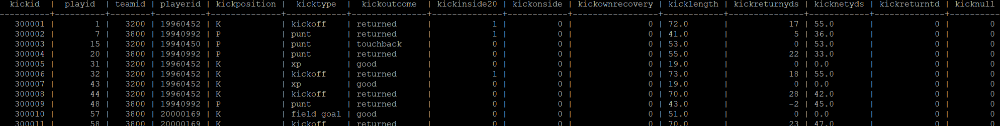 kickid | playid | teamid | playerid | kickposition | kicktype | kickoutcome | kickinside20 | kickonside | kickownrecovery | kicklength | kickreturnyds | kicknetyds | kickreturntd | kicknull
----------+----------+--------+----------+--------------+------------+---------------+--------------+------------+-----------------+------------+---------------+------------+--------------+----------
300001 | 1 | 3200 | 19960452 | K | kickoff | returned | 1 | 0 | 0 | 72.0 | 17 | 55.0 | 0 | 0
300002 | 7 | 3800 | 19940992 | P | punt | returned | 1 | 0 | 0 | 41.0 | 5 | 36.0 | 0 | 0
300003 | 15 | 3200 | 19940450 | P | punt | touchback | 0 | 0 | 0 | 53.0 | 0 | 53.0 | 0 | 0
300004 | 20 | 3800 | 19940992 | P | punt | returned | 0 | 0 | 0 | 55.0 | 22 | 33.0 | 0 | 0
300005 | 31 | 3200 | 19960452 | K | xp | good | 0 | 0 | 0 | 19.0 | 0 | 0.0 | 0 | 0
300006 | 32 | 3200 | 19960452 | K | kickoff | returned | 1 | 0 | 0 | 73.0 | 18 | 55.0 | 0 | 0
300007 | 43 | 3200 | 19960452 | K | xp | good | 0 | 0 | 0 | 19.0 | 0 | 0.0 | 0 | 0
300008 | 44 | 3200 | 19960452 | K | kickoff | returned | 0 | 0 | 0 | 70.0 | 28 | 42.0 | 0 | 0
300009 | 48 | 3800 | 19940992 | P | punt | returned | 0 | 0 | 0 | 43.0 | -2 | 45.0 | 0 | 0
300010 | 57 | 3800 | 20000169 | K | field goal | good | 0 | 0 | 0 | 51.0 | 0 | 0.0 | 0 | 0
300011 | 58 | 3800 | 20000169 | K | kickoff | returned | 0 | 0 | 0 | 70.0 | 23 | 47.0 | 0 | 0